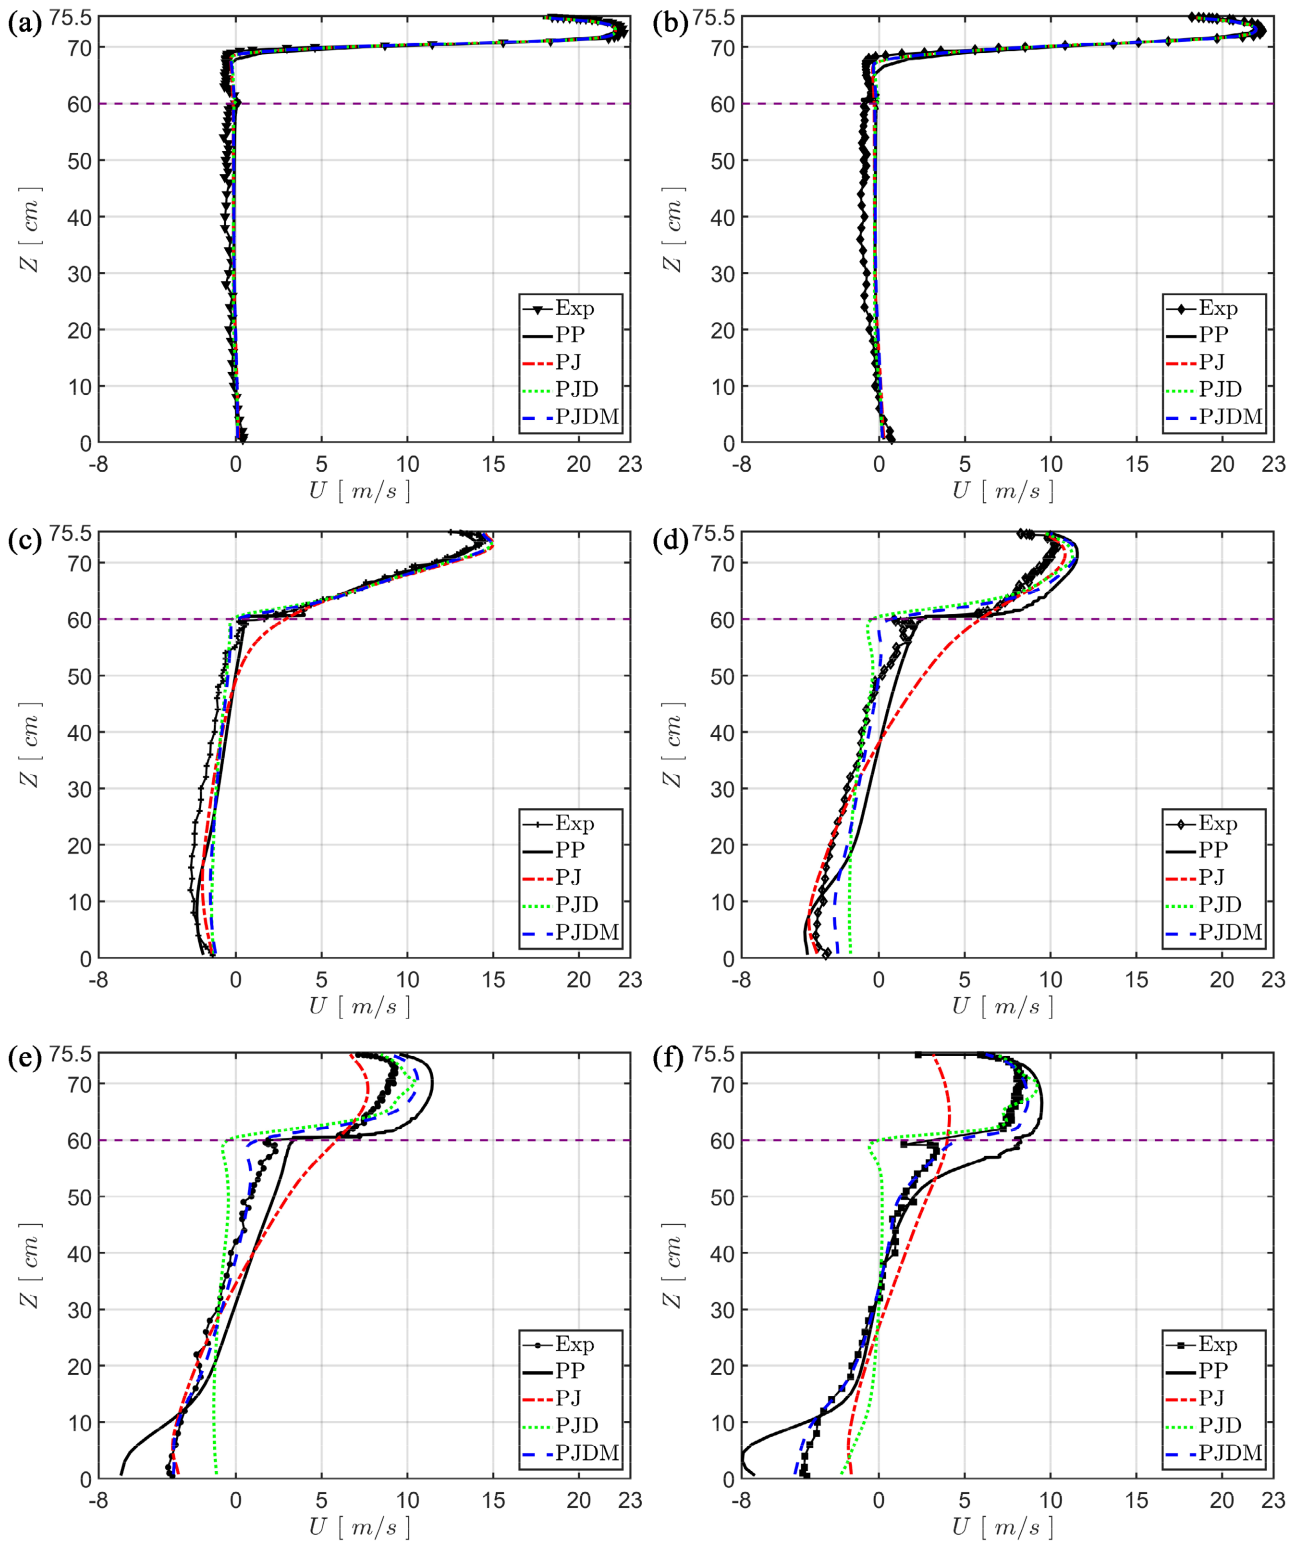 (a)
75.5
70
60
50
40
30
20
10
0
Z [ cm ]
-8 0 5 10 15 20 23
U [ m/s ]
Exp
PP
PJ
PJD
PJDM
(b)
75.5
70
60
50
40
30
20
10
0
Z [ cm ]
-8 0 5 10 15 20 23
U [ m/s ]
Exp
PP
PJ
PJD
PJDM
(c)
75.5
70
60
50
40
30
20
10
0
Z [ cm ]
-8 0 5 10 15 20 23
U [ m/s ]
Exp
PP
PJ
PJD
PJDM
(d)
75.5
70
60
50
40
30
20
10
0
Z [ cm ]
-8 0 5 10 15 20 23
U [ m/s ]
Exp
PP
PJ
PJD
PJDM
(e)
75.5
70
60
50
40
30
20
10
0
Z [ cm ]
-8 0 5 10 15 20 23
U [ m/s ]
Exp
PP
PJ
PJD
PJDM
(f)
75.5
70
60
50
40
30
20
10
0
Z [ cm ]
-8 0 5 10 15 20 23
U [ m/s ]
Exp
PP
PJ
PJD
PJDM